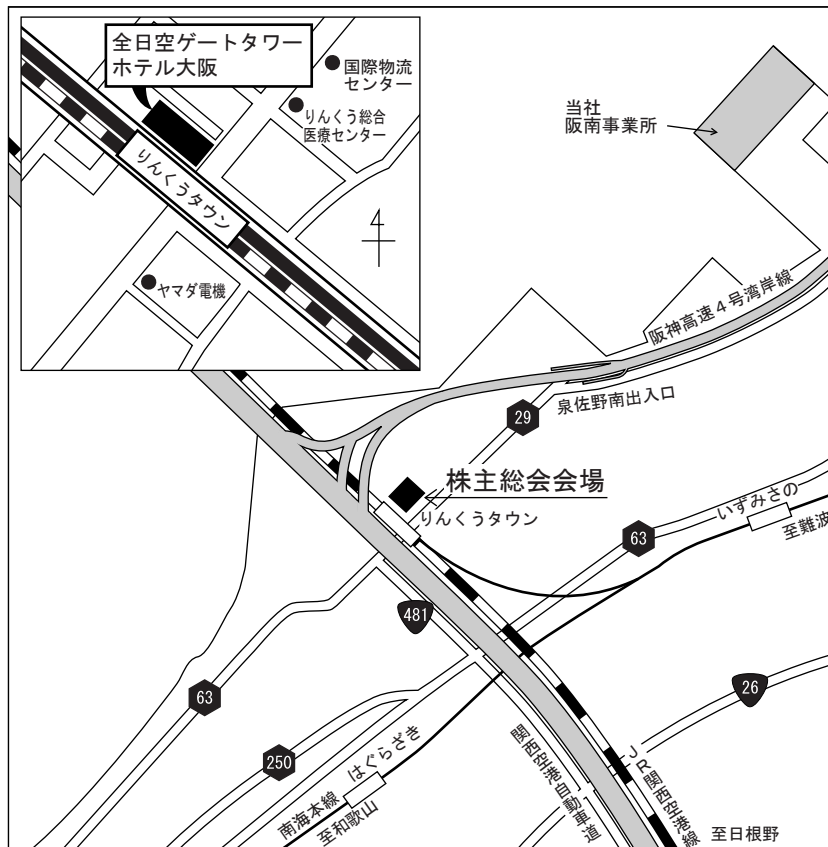 全日空ゲートタワー
ホテル大阪
国際物流
センター
りんくう総合
医療センター
りんくうタウン
ヤマダ電機
当社
阪南事業所
阪神高速4号湾岸線
泉佐野南出入口
29
株主総会会場
りんくうタウン
いずみさの
至難波
63
481
26
63
250
はぐらざき
南海本線
至和歌山
関西空港自動車道
JR関西空港線
至日根野